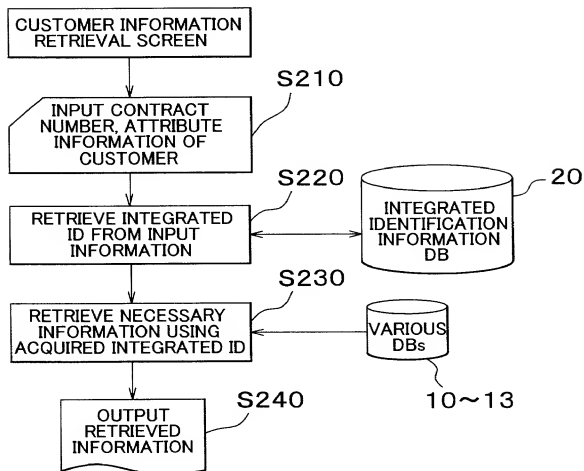 CUSTOMER INFORMATION
RETRIEVAL SCREEN
S210
INPUT CONTRACT
NUMBER, ATTRIBUTE
INFORMATION OF
CUSTOMER
S220
RETRIEVE INTEGRATED
ID FROM INPUT
INFORMATION
20
INTEGRATED
IDENTIFICATION
INFORMATION
DB
S230
RETRIEVE NECESSARY
INFORMATION USING
ACQUIRED INTEGRATED ID
VARIOUS
DBs
10～13
S240
OUTPUT
RETRIEVED
INFORMATION